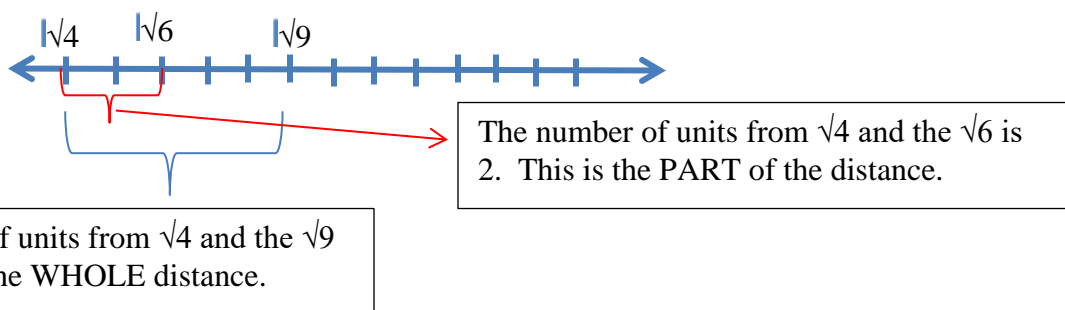 √4 √6 √9
The number of units from √4 and the √6 is
2. This is the PART of the distance.
of units from √4 and the √9
he WHOLE distance.